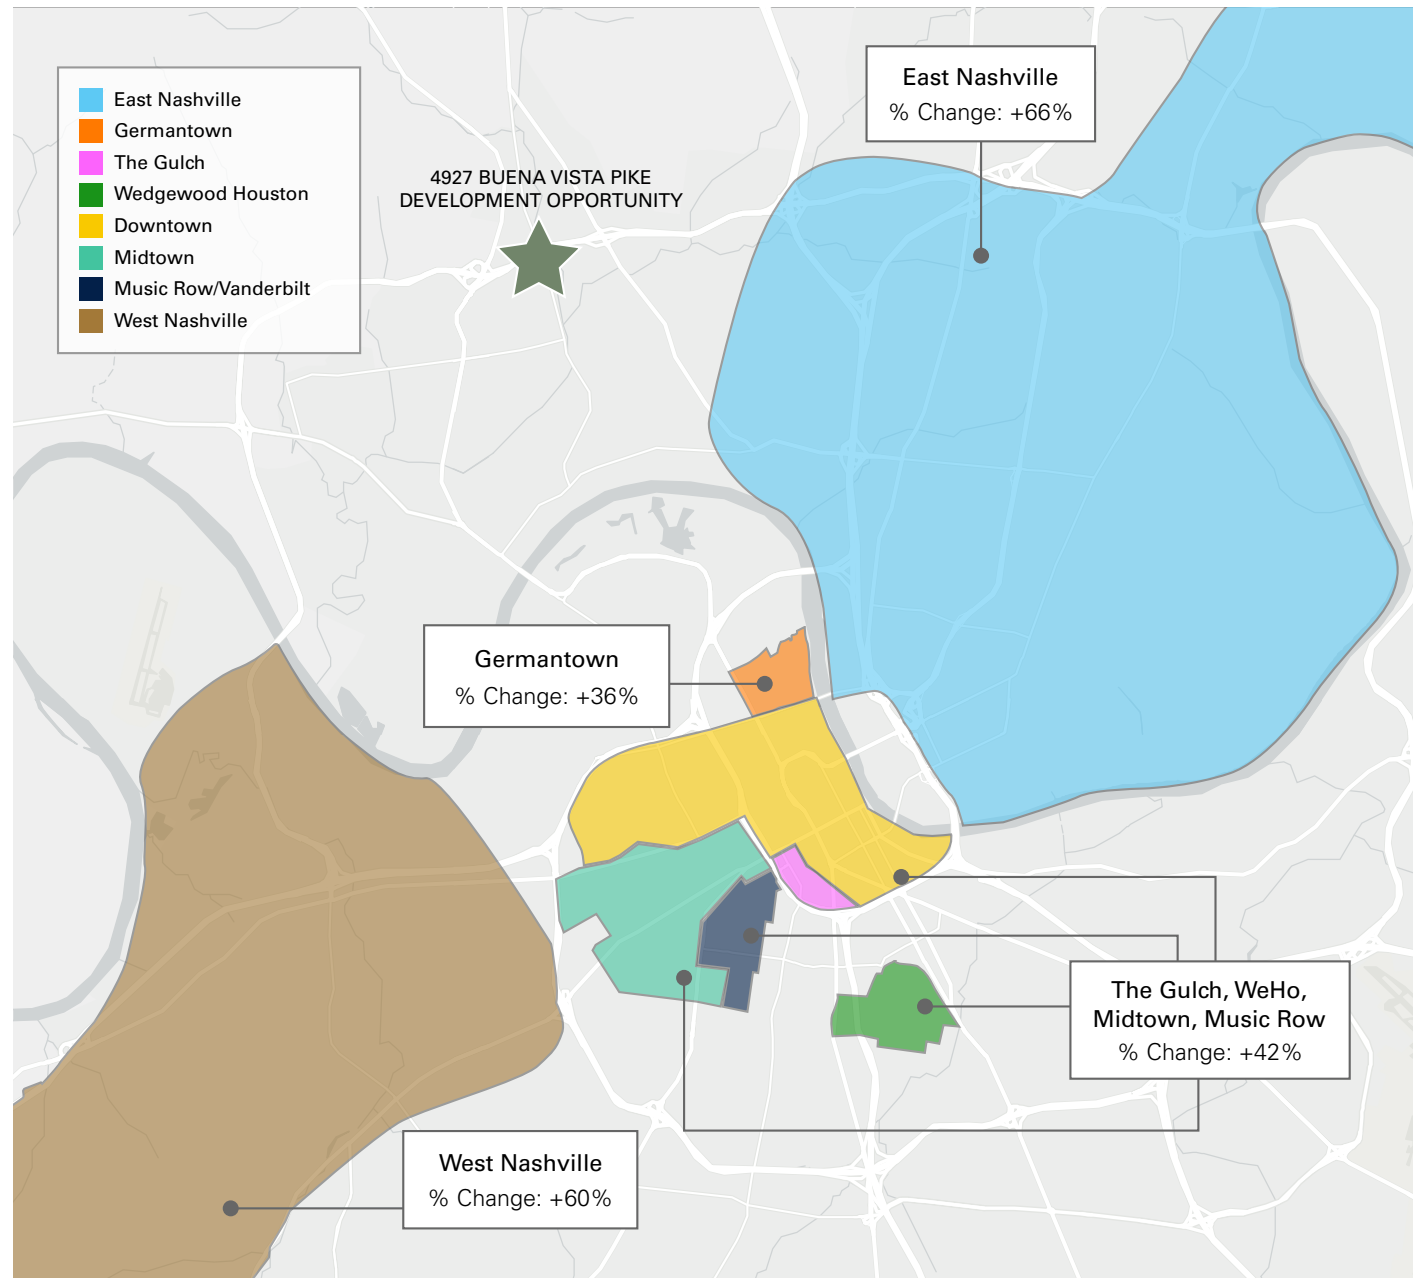 East Nashville
Germantown
The Gulch
Wedgewood Houston
Downtown
Midtown
Music Row/Vanderbilt
West Nashville
4927 BUENA VISTA PIKE
DEVELOPMENT OPPORTUNITY
East Nashville
% Change: +66%
Germantown
% Change: +36%
The Gulch, WeHo,
Midtown, Music Row
% Change: +42%
West Nashville
% Change: +60%